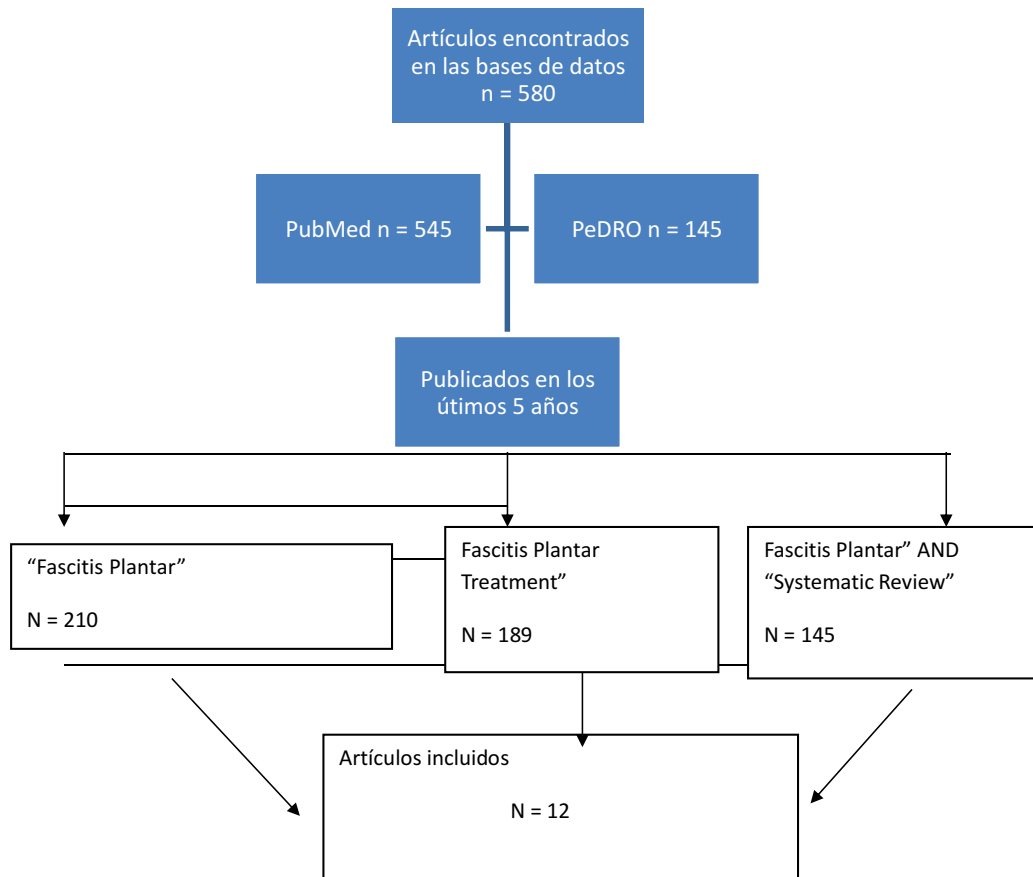 Artículos encontrados
en las bases de datos
n = 580
PubMed n = 545
PeDRO n = 145
Publicados en los
útimos 5 años
“Fascitis Plantar”
N = 210
Fascitis Plantar
Treatment”
N = 189
Fascitis Plantar” AND
“Systematic Review”
N = 145
Artículos incluidos
N = 12